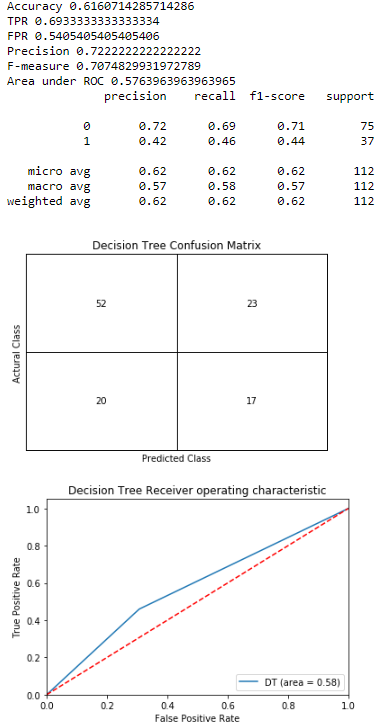 Accuracy 0.6160714285714286
TPR 0.6933333333333334
FPR 0.5405405405405406
Precision 0.7222222222222222
F-measure 0.7074829931972789
Area under ROC 0.5763963963963965
precision recall f1-score support
0 0.72 0.69 0.71 75
1 0.42 0.46 0.44 37
micro avg 0.62 0.62 0.62 112
macro avg 0.57 0.58 0.57 112
weighted avg 0.62 0.62 0.62 112
Decision Tree Confusion Matrix
52 23
Actural Class
20 17
Predicted Class
Decision Tree Receiver operating characteristic
1.0
0.8
0.6
0.4
0.2
0.0
True Positive Rate
DT (area = 0.58)
0.0 0.2 0.4 0.6 0.8 1.0
False Positive Rate